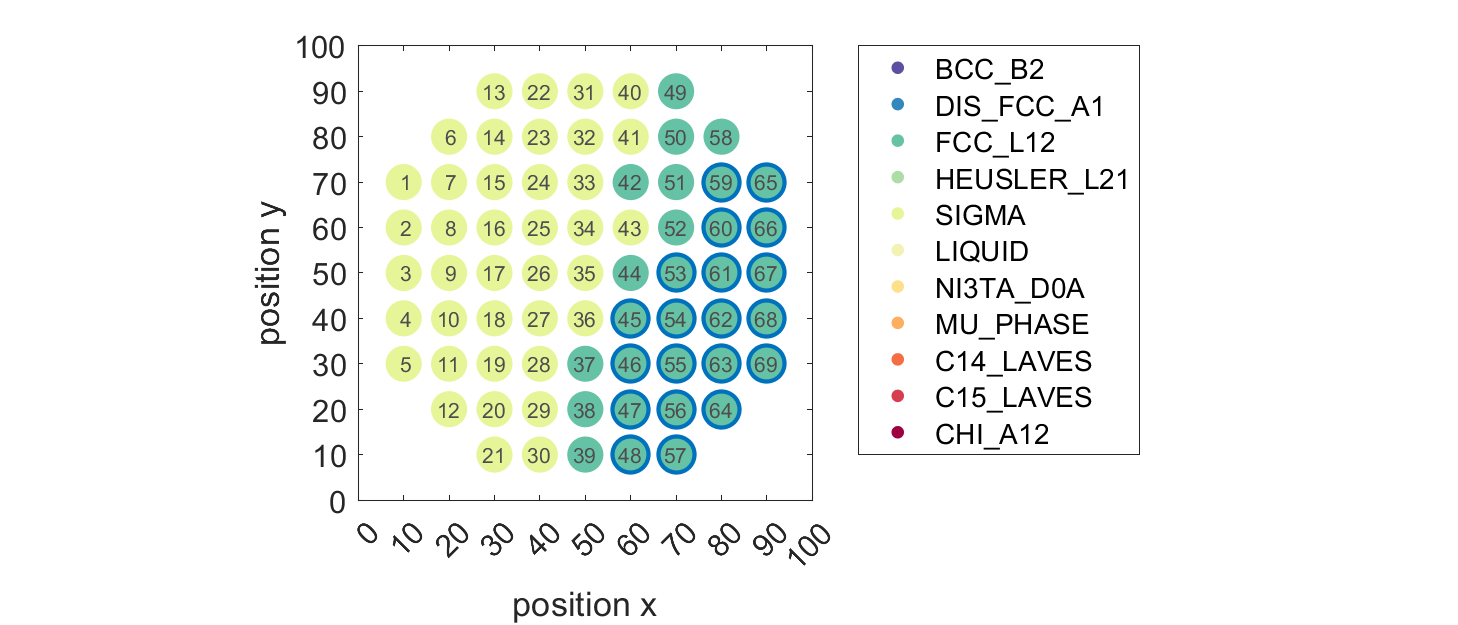 100
90
80
70
60
50
40
30
20
10
0
position y
13 22 31 40 49
6 14 23 32 41 50 58
1 7 15 24 33 42 51 59 65
2 8 16 25 34 43 52 60 66
3 9 17 26 35 44 53 61 67
4 10 18 27 36 45 54 62 68
5 11 19 28 37 46 55 63 69
12 20 29 38 47 56 64
21 30 39 48 57
0 10 20 30 40 50 60 70 80 90 100
position x
BCC_B2
DIS_FCC_A1
FCC_L12
HEUSLER_L21
SIGMA
LIQUID
NI3TA_D0A
MU_PHASE
C14_LAVES
C15_LAVES
CHI_A12